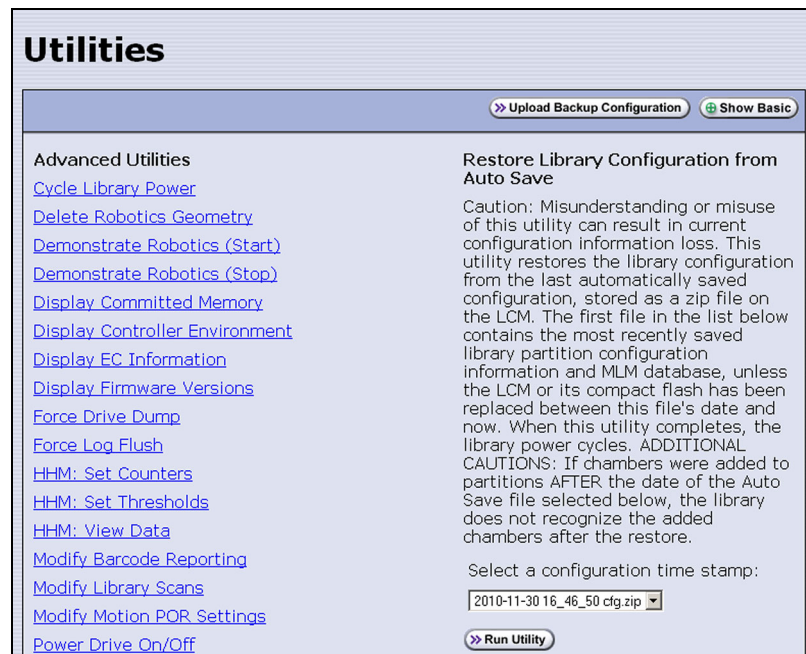 Utilities
Upload Backup Configuration
Show Basic
Advanced Utilities
Cycle Library Power
Delete Robotics Geometry
Demonstrate Robotics (Start)
Demonstrate Robotics (Stop)
Display Committed Memory
Display Controller Environment
Display EC Information
Display Firmware Versions
Force Drive Dump
Force Log Flush
HHM: Set Counters
HHM: Set Thresholds
HHM: View Data
Modify Barcode Reporting
Modify Library Scans
Modify Motion POR Settings
Power Drive On/Off
Restore Library Configuration from
Auto Save
Caution: Misunderstanding or misuse
of this utility can result in current
configuration information loss. This
utility restores the library configuration
from the last automatically saved
configuration, stored as a zip file on
the LCM. The first file in the list below
contains the most recently saved
library partition configuration
information and MLM database, unless
the LCM or its compact flash has been
replaced between this file's date and
now. When this utility completes, the
library power cycles. ADDITIONAL
CAUTIONS: If chambers were added to
partitions AFTER the date of the Auto
Save file selected below, the library
does not recognize the added
chambers after the restore.
Select a configuration time stamp:
2010-11-30 16_46_50 cfg.zip
Run Utility